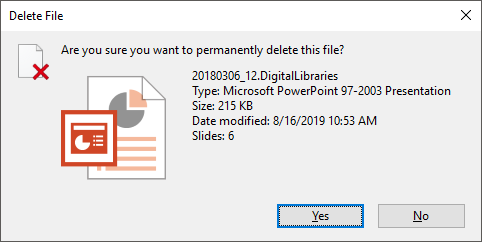 Delete File
Are you sure you want to permanently delete this file?
20180306_12.DigitalLibraries
Type: Microsoft PowerPoint 97-2003 Presentation
Size: 215 KB
Date modified: 8/16/2019 10:53 AM
Slides: 6
Yes
No